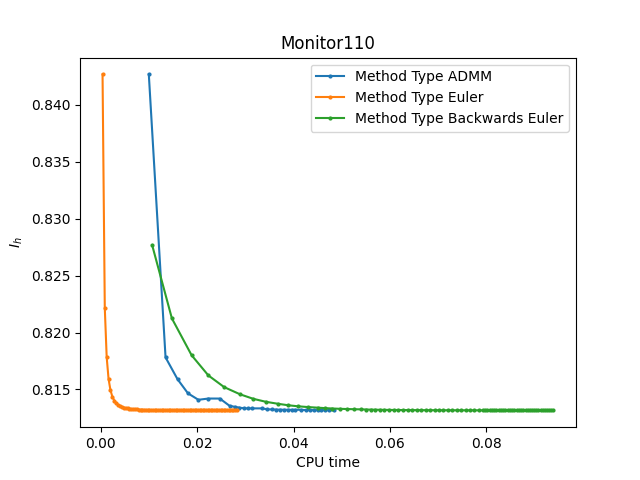 Monitor110
Method Type ADMM
Method Type Euler
Method Type Backwards Euler
0.840
0.835
0.830
0.825
0.820
0.815
I_h
0.00 0.02 0.04 0.06 0.08
CPU time